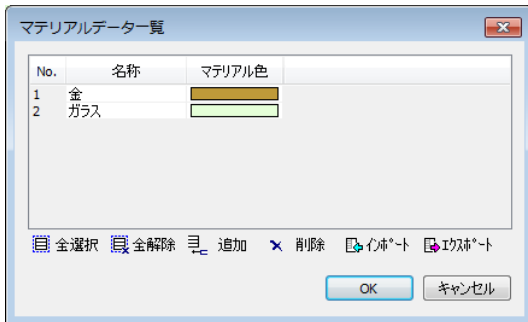 マテリアルデータ一覧
No. 名称 マテリアル色
1 金
2 ガラス
全選択 全解除 追加 削除 ｲﾝﾎﾟｰﾄ ｴｸｽﾎﾟｰﾄ
OK キャンセル